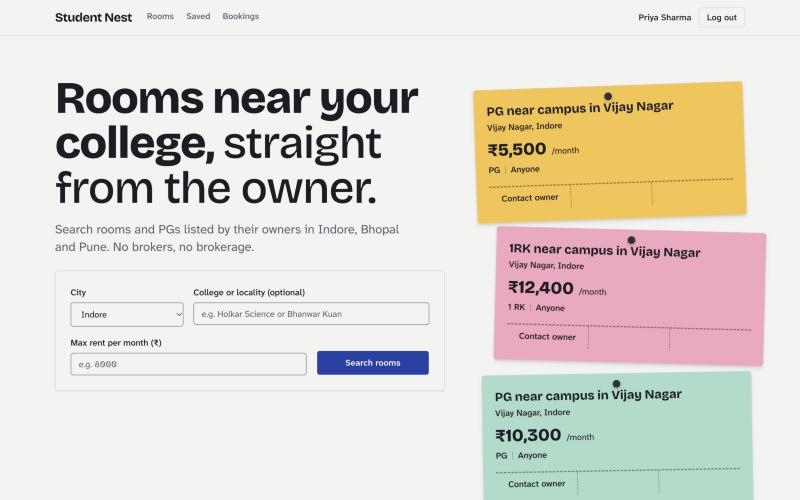 Student Nest
Rooms
Saved
Bookings
Priya Sharma
Log out
Rooms near your
college, straight
from the owner.
Search rooms and PGs listed by their owners in Indore, Bhopal
and Pune. No brokers, no brokerage.
City
College or locality (optional)
Indore
e.g. Holkar Science or Bhanwar Kuan
Max rent per month (₹)
e.g. 8000
Search rooms
PG near campus in Vijay Nagar
Vijay Nagar, Indore
₹5,500 /month
PG | Anyone
Contact owner
1RK near campus in Vijay Nagar
Vijay Nagar, Indore
₹12,400 /month
1 RK | Anyone
Contact owner
PG near campus in Vijay Nagar
Vijay Nagar, Indore
₹10,300 /month
PG | Anyone
Contact owner